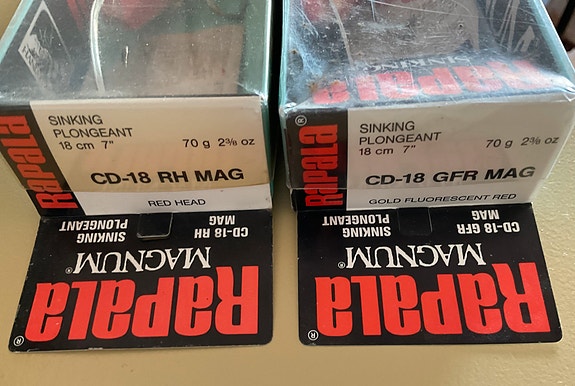 Rapala
SINKING
PLONGEANT
18 cm 7"
70 g 2⅜ oz
CD-18 RH MAG
RED HEAD
CD-18 RH
MAG
SINKING
PLONGEANT
MAGNUM®
Rapala®
Rapala
SINKING
Rapala®
SINKING
PLONGEANT
18 cm 7"
70 g 2⅜ oz
CD-18 GFR MAG
GOLD FLUORESCENT RED
CD-18 GFR
MAG
SINKING
PLONGEANT
MAGNUM®
Rapala®